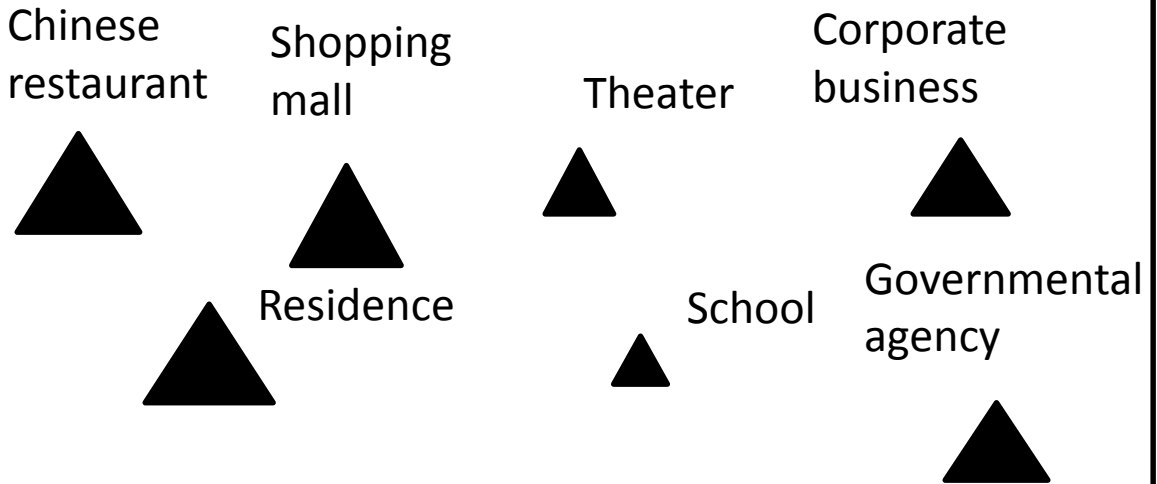 Chinese
restaurant
Shopping
mall
Theater
Corporate
business
Residence
School
Governmental
agency